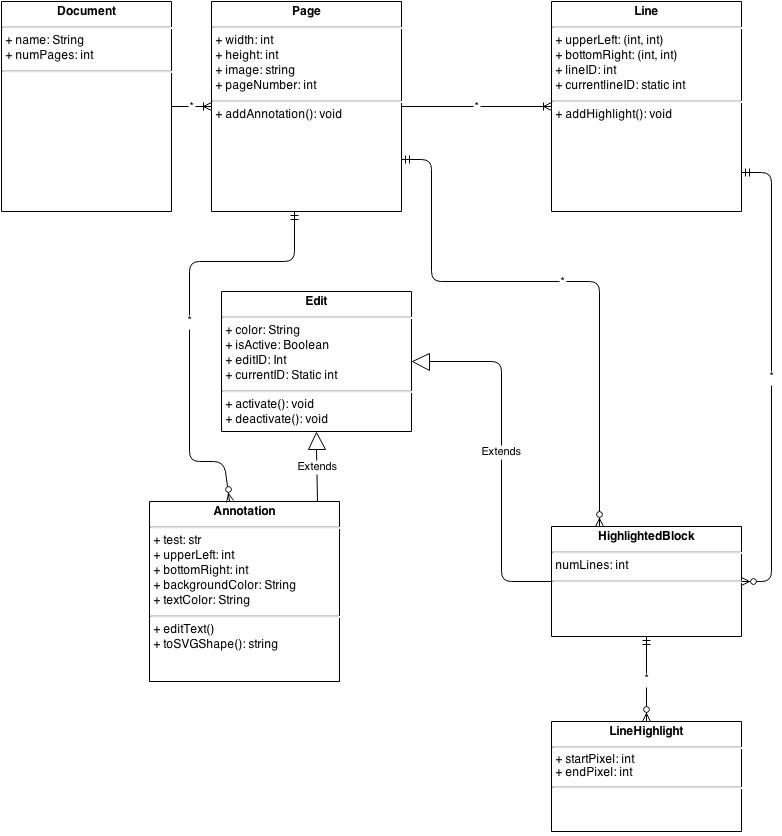 Document
+ name: String
+ numPages: int
*
Page
+ width: int
+ height: int
+ image: string
+ pageNumber: int
+ addAnnotation(): void
*
Line
+ upperLeft: (int, int)
+ bottomRight: (int, int)
+ lineID: int
+ currentlineID: static int
+ addHighlight(): void
*
*
*
Edit
+ color: String
+ isActive: Boolean
+ editID: Int
+ currentID: Static int
+ activate(): void
+ deactivate(): void
Extends
Extends
Annotation
+ test: str
+ upperLeft: int
+ bottomRight: int
+ backgroundColor: String
+ textColor: String
+ editText()
+ toSVGShape(): string
HighlightedBlock
numLines: int
*
LineHighlight
+ startPixel: int
+ endPixel: int